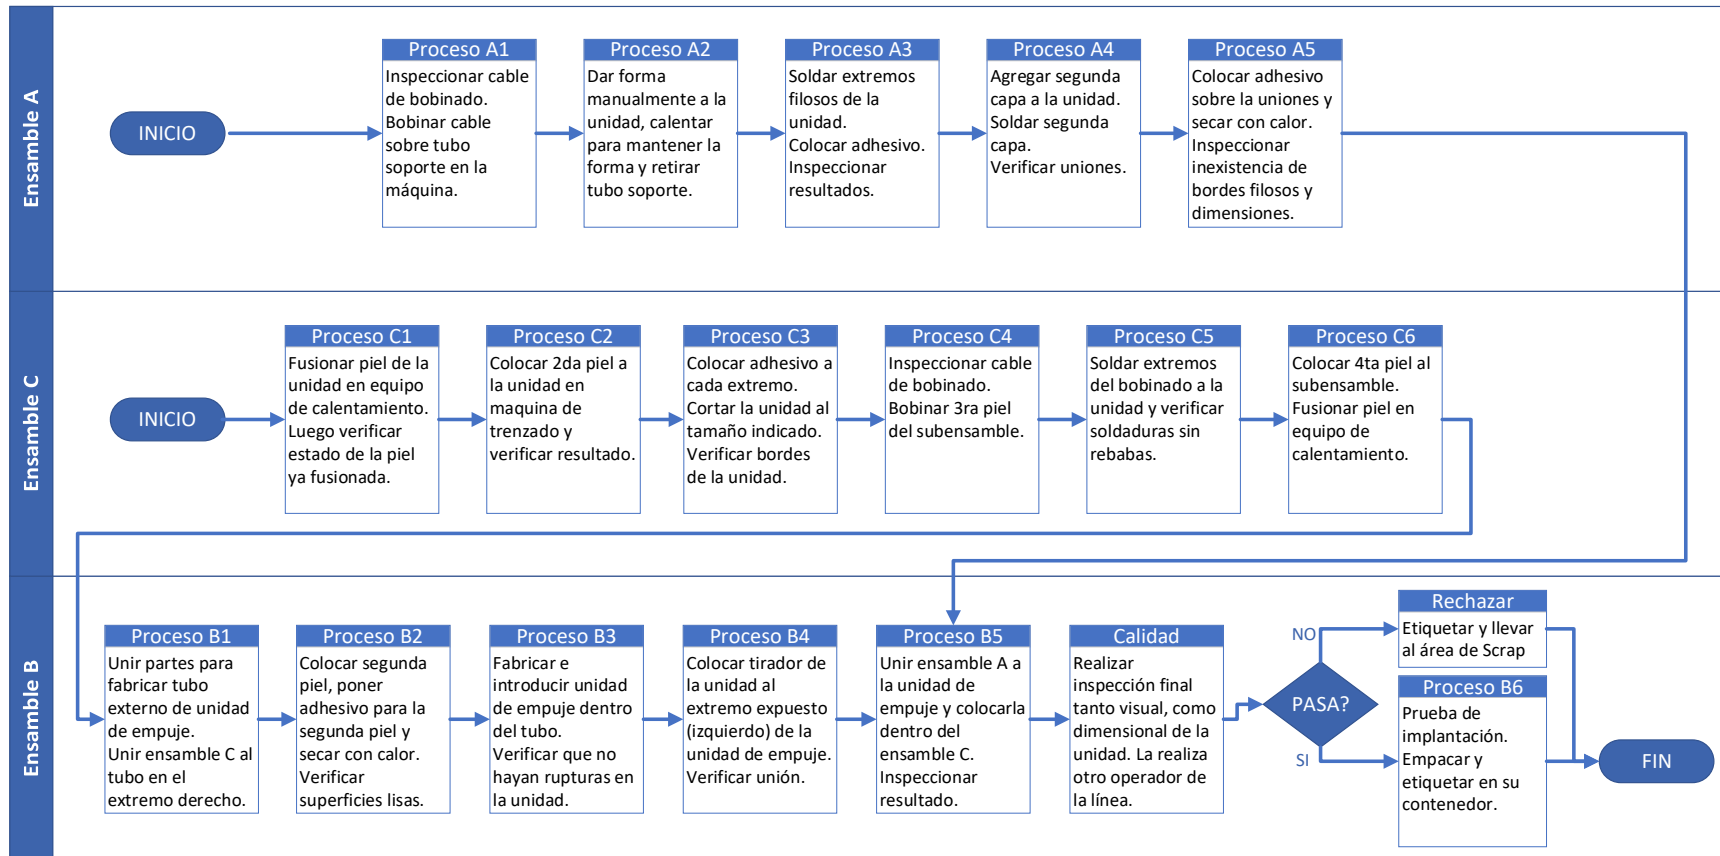 Ensamble A
INICIO
Proceso A1
Inspeccionar cable
de bobinado.
Bobinar cable
sobre tubo
soporte en la
máquina.
Proceso A2
Dar forma
manualmente a la
unidad, calentar
para mantener la
forma y retirar
tubo soporte.
Proceso A3
Soldar extremos
filosos de la
unidad.
Colocar adhesivo.
Inspeccionar
resultados.
Proceso A4
Agregar segunda
capa a la unidad.
Soldar segunda
capa.
Verificar uniones.
Proceso A5
Colocar adhesivo
sobre la uniones y
secar con calor.
Inspeccionar
inexistencia de
bordes filosos y
dimensiones.
Ensamble C
INICIO
Proceso C1
Fusionar piel de la
unidad en equipo
de calentamiento.
Luego verificar
estado de la piel
ya fusionada.
Proceso C2
Colocar 2da piel a
la unidad en
maquina de
trenzado y
verificar resultado.
Proceso C3
Colocar adhesivo a
cada extremo.
Cortar la unidad al
tamaño indicado.
Verificar bordes
de la unidad.
Proceso C4
Inspeccionar cable
de bobinado.
Bobinar 3ra piel
del subensamble.
Proceso C5
Soldar extremos
del bobinado a la
unidad y verificar
soldaduras sin
rebabas.
Proceso C6
Colocar 4ta piel al
subensamble.
Fusionar piel en
equipo de
calentamiento.
Ensamble B
Proceso B1
Unir partes para
fabricar tubo
externo de unidad
de empuje.
Unir ensamble C al
tubo en el
extremo derecho.
Proceso B2
Colocar segunda
piel, poner
adhesivo para la
segunda piel y
secar con calor.
Verificar
superficies lisas.
Proceso B3
Fabricar e
introducir unidad
de empuje dentro
del tubo.
Verificar que no
hayan rupturas en
la unidad.
Proceso B4
Colocar tirador de
la unidad al
extremo expuesto
(izquierdo) de la
unidad de empuje.
Verificar unión.
Proceso B5
Unir ensamble A a
la unidad de
empuje y colocarla
dentro del
ensamble C.
Inspeccionar
resultado.
Calidad
Realizar
inspección final
tanto visual, como
dimensional de la
unidad. La realiza
otro operador de
la línea.
PASA?
NO
SI
Rechazar
Etiquetar y llevar
al área de Scrap
Proceso B6
Prueba de
implantación.
Empacar y
etiquetar en su
contenedor.
FIN